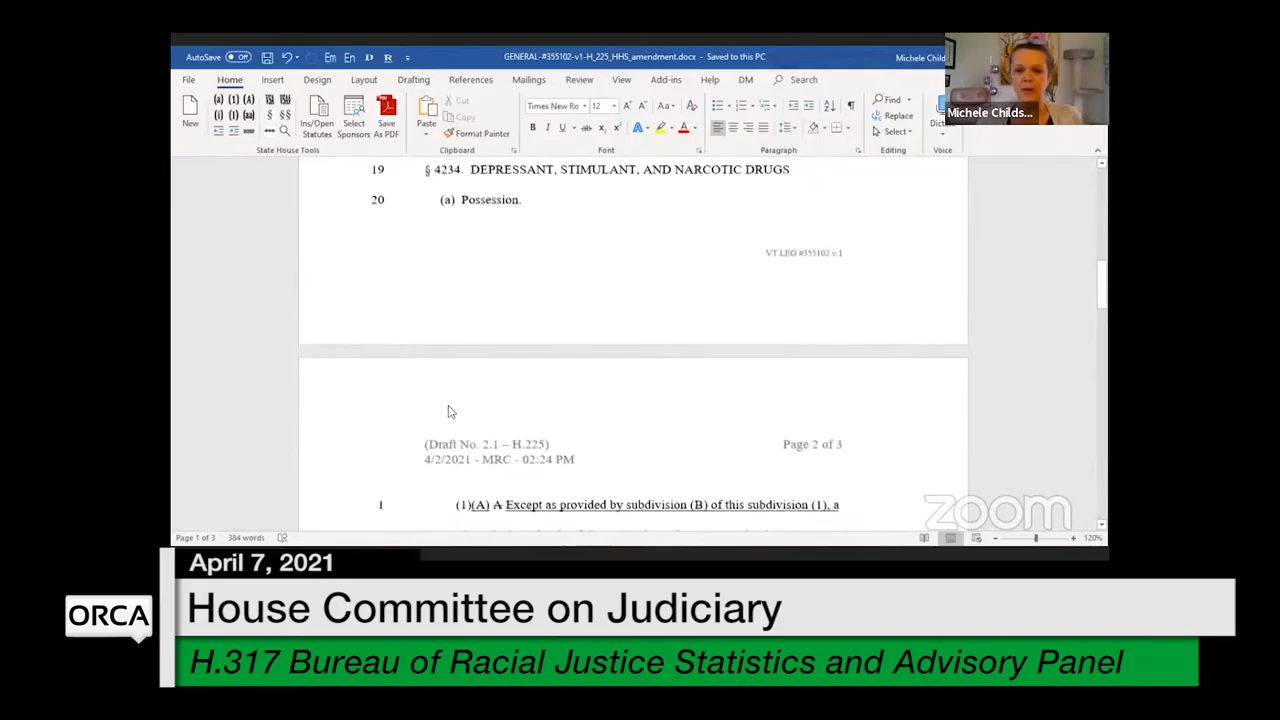 AutoSave Off Em En D R GENERAL-#355102-v1-H_225_HHS_amendment.docx - Saved to this PC Michele Child
File Home Insert Design Layout Drafting References Mailings Review View Add-ins Help DM Search
New
Ins/Open Statutes
Select Sponsors
Save As PDF
Paste
Cut
Copy
Format Painter
Times New Ro 12
Find
Replace
Select
Dict
State House Tools Clipboard Font Paragraph Editing Voice
Michele Childs...
19 § 4234. DEPRESSANT, STIMULANT, AND NARCOTIC DRUGS
20 (a) Possession.
VT LEG #355102 v.1
(Draft No. 2.1 – H.225) Page 2 of 3
4/2/2021 - MRC - 02:24 PM
1 (1)(A) A Except as provided by subdivision (B) of this subdivision (1), a
zoom
Page 1 of 3 384 words 120%
April 7, 2021
ORCA
House Committee on Judiciary
H.317 Bureau of Racial Justice Statistics and Advisory Panel